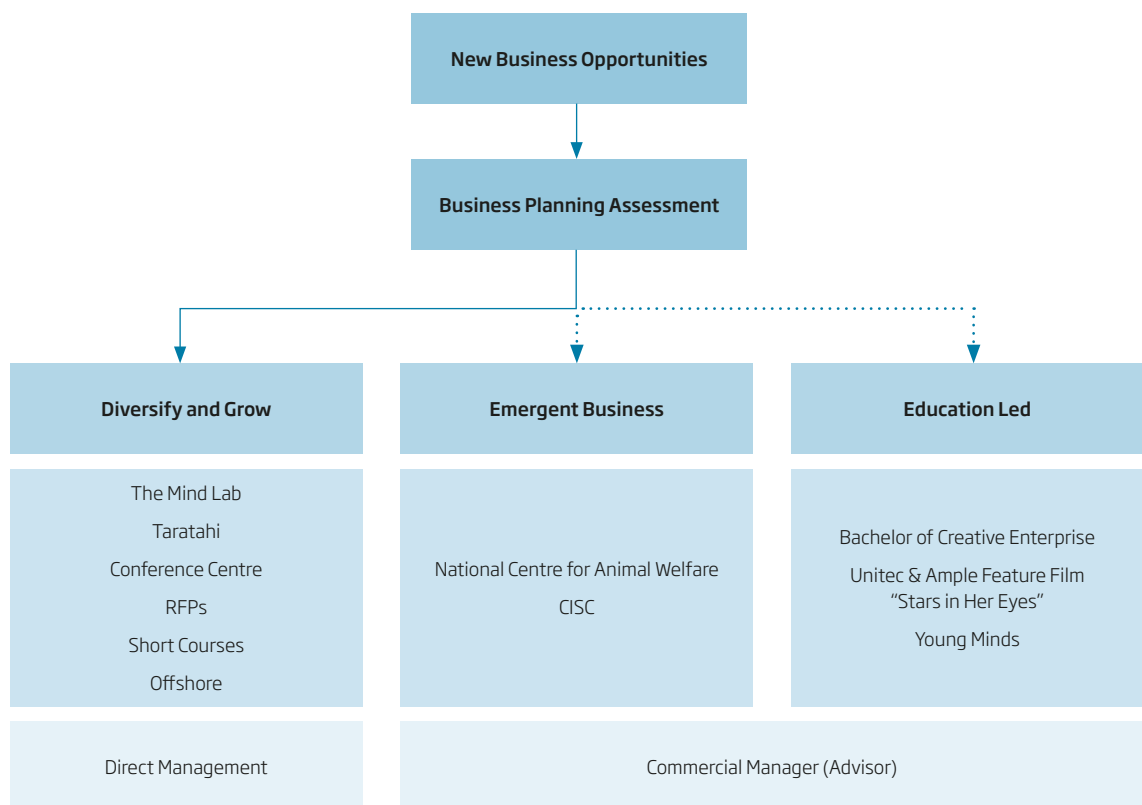 New Business Opportunities
Business Planning Assessment
Diversify and Grow
The Mind Lab
Taratahi
Conference Centre
RFPs
Short Courses
Offshore
Direct Management
Emergent Business
National Centre for Animal Welfare
CISC
Education Led
Bachelor of Creative Enterprise
Unitec & Ample Feature Film
“Stars in Her Eyes”
Young Minds
Commercial Manager (Advisor)